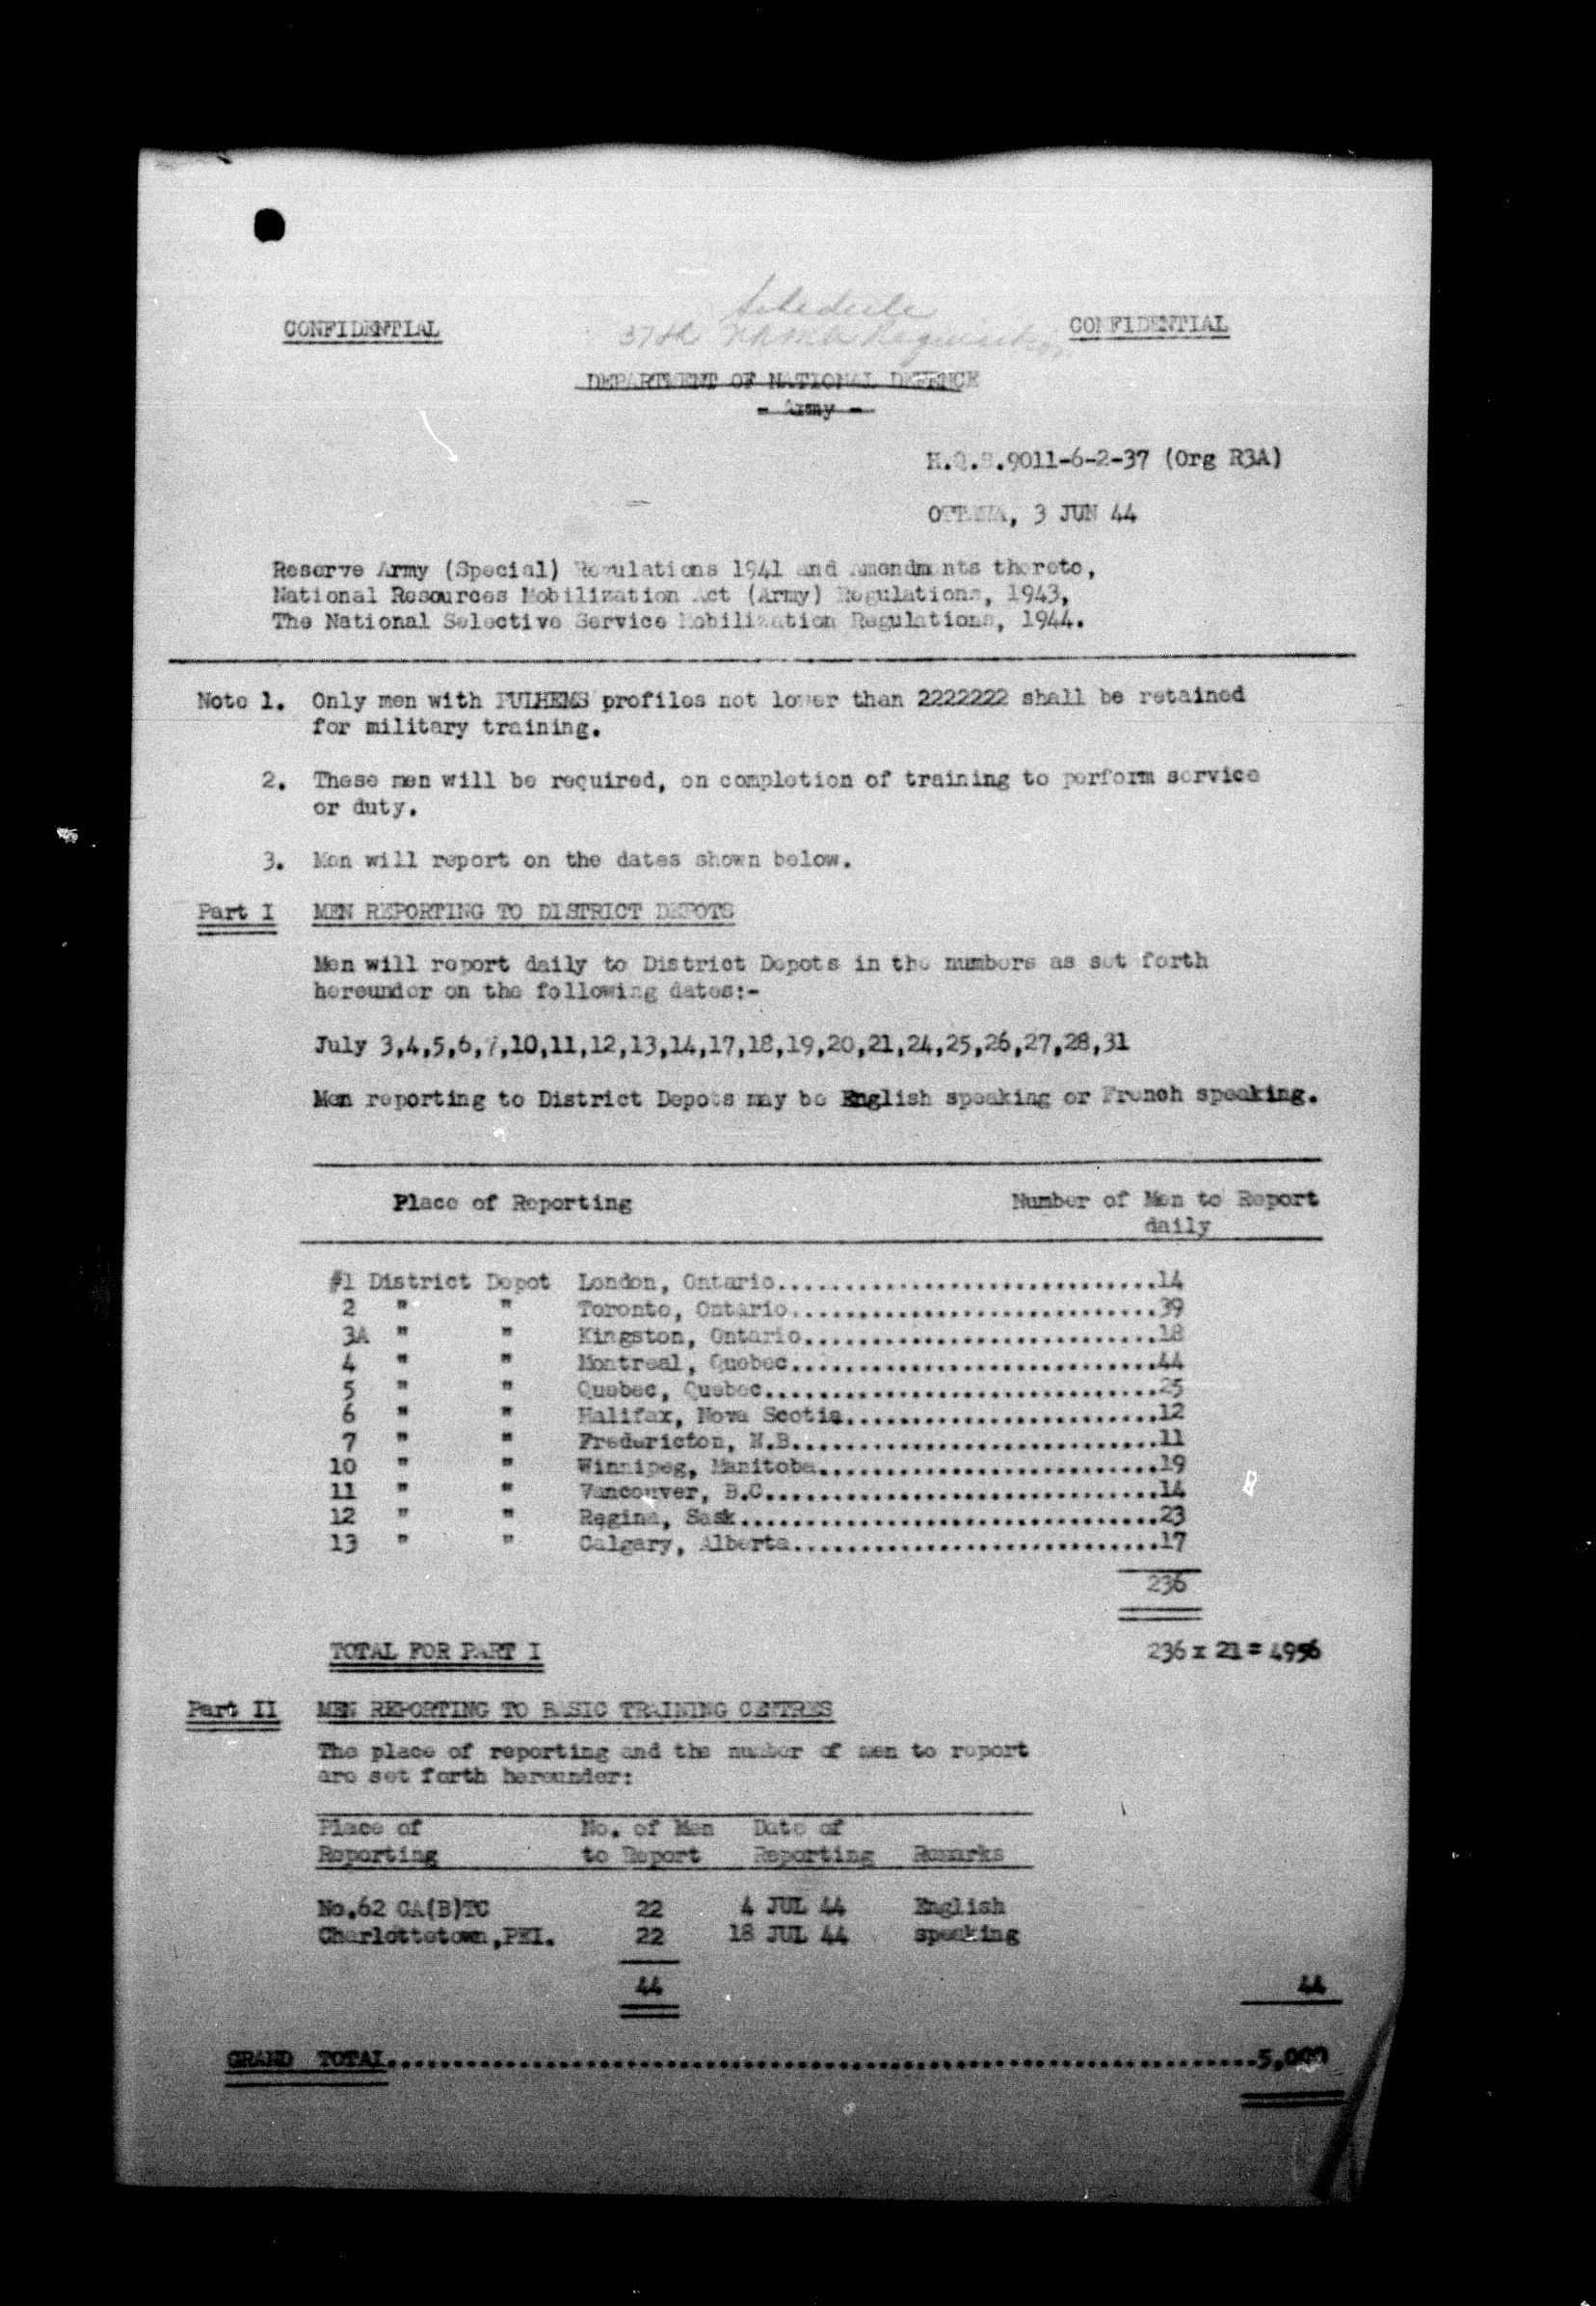 Schedule
CONFIDENTIAL 37th NRMA Requisition CONFIDENTIAL
DEPARTMENT OF NATIONAL DEFENCE
- Army -
H.Q.S.9011-6-2-37 (Org R3A)
OTTAWA, 3 JUN 44
Reserve Army (Special) Regulations 1941 and Amendments thereto,
National Resources Mobilization Act (Army) Regulations, 1943,
The National Selective Service Mobilization Regulations, 1944.
Note 1. Only men with PULHEMS profiles not lower than 2222222 shall be retained
for military training.
2. These men will be required, on completion of training to perform service
or duty.
3. Men will report on the dates shown below.
Part I MEN REPORTING TO DISTRICT DEPOTS
Men will report daily to District Depots in the numbers as set forth
hereunder on the following dates:-
July 3,4,5,6,7,10,11,12,13,14,17,18,19,20,21,24,25,26,27,28,31
Men reporting to District Depots may be English speaking or French speaking.
Place of Reporting Number of Men to Report
daily
#1 District Depot London, Ontario..............................14
2 " " Toronto, Ontario.............................39
3A " " Kingston, Ontario............................18
4 " " Montreal, Quebec.............................44
5 " " Quebec, Quebec...............................25
6 " " Halifax, Nova Scotia.........................12
7 " " Fredericton, N.B.............................11
10 " " Winnipeg, Manitoba...........................19
11 " " Vancouver, B.C...............................14
12 " " Regina, Sask.................................23
13 " " Calgary, Alberta.............................17
236
TOTAL FOR PART I 236 x 21 = 4956
Part II MEN REPORTING TO BASIC TRAINING CENTRES
The place of reporting and the number of men to report
are set forth hereunder:
Place of No. of Men Date of
Reporting to Report Reporting Remarks
No.62 CA(B)TC 22 4 JUL 44 English
Charlottetown,PEI. 22 18 JUL 44 speaking
44 44
GRAND TOTAL...................................................................5,000